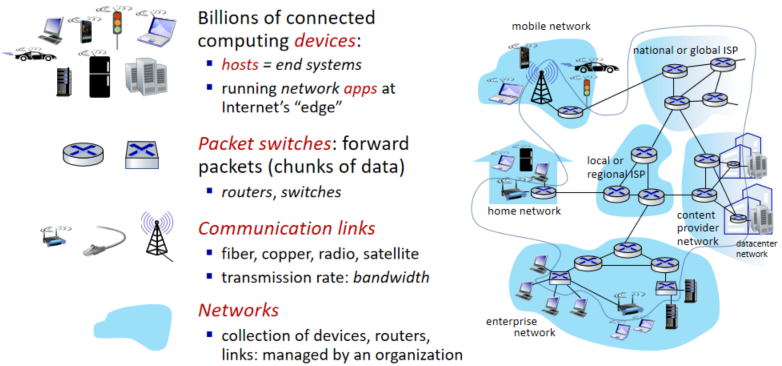 Billions of connected
computing devices:
▪ hosts = end systems
▪ running network apps at
Internet’s “edge”
Packet switches: forward
packets (chunks of data)
▪ routers, switches
Communication links
▪ fiber, copper, radio, satellite
▪ transmission rate: bandwidth
Networks
▪ collection of devices, routers,
links: managed by an organization
mobile network
national or global ISP
local or
regional ISP
home network
content
provider
network
datacenter
network
enterprise
network